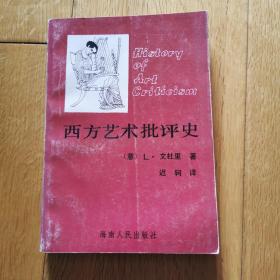 History
of
Art
Criticism
西方艺术批评史
（意）L·文杜里 著
迟轲 译
海南人民出版社